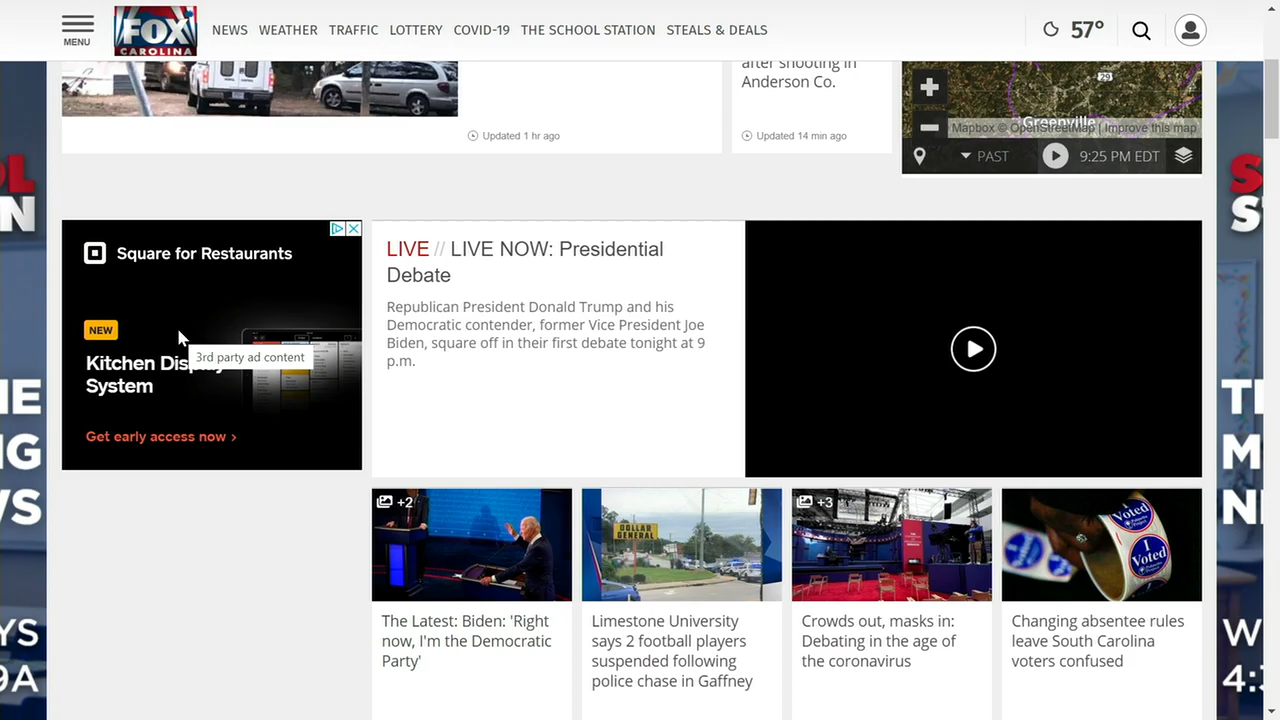 MENU
FOX
CAROLINA
NEWS
WEATHER
TRAFFIC
LOTTERY
COVID-19
THE SCHOOL STATION
STEALS & DEALS
57°
after shooting in
Anderson Co.
Updated 1 hr ago
Updated 14 min ago
29
Greenville
Mapbox © OpenStreetMap | Improve this map
PAST
9:25 PM EDT
Square for Restaurants
NEW
Kitchen Display
System
3rd party ad content
Get early access now
LIVE // LIVE NOW: Presidential
Debate
Republican President Donald Trump and his
Democratic contender, former Vice President Joe
Biden, square off in their first debate tonight at 9
p.m.
+2
The Latest: Biden: 'Right
now, I'm the Democratic
Party'
DOLLAR
GENERAL
Limestone University
says 2 football players
suspended following
police chase in Gaffney
+3
Crowds out, masks in:
Debating in the age of
the coronavirus
I Voted
I
Voted
Changing absentee rules
leave South Carolina
voters confused